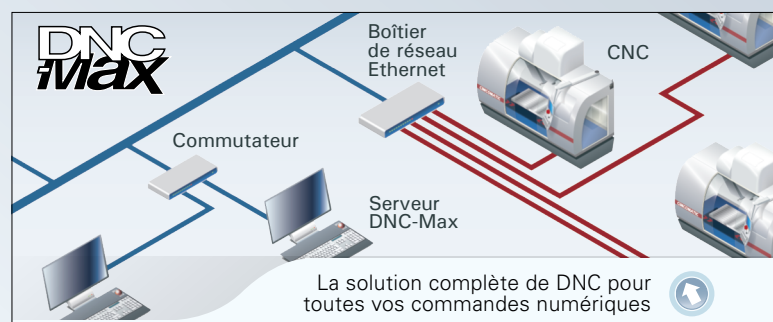 DNC
-Max
Boîtier
de réseau
Ethernet
CNC
Commutateur
Serveur
DNC-Max
La solution complète de DNC pour
toutes vos commandes numériques